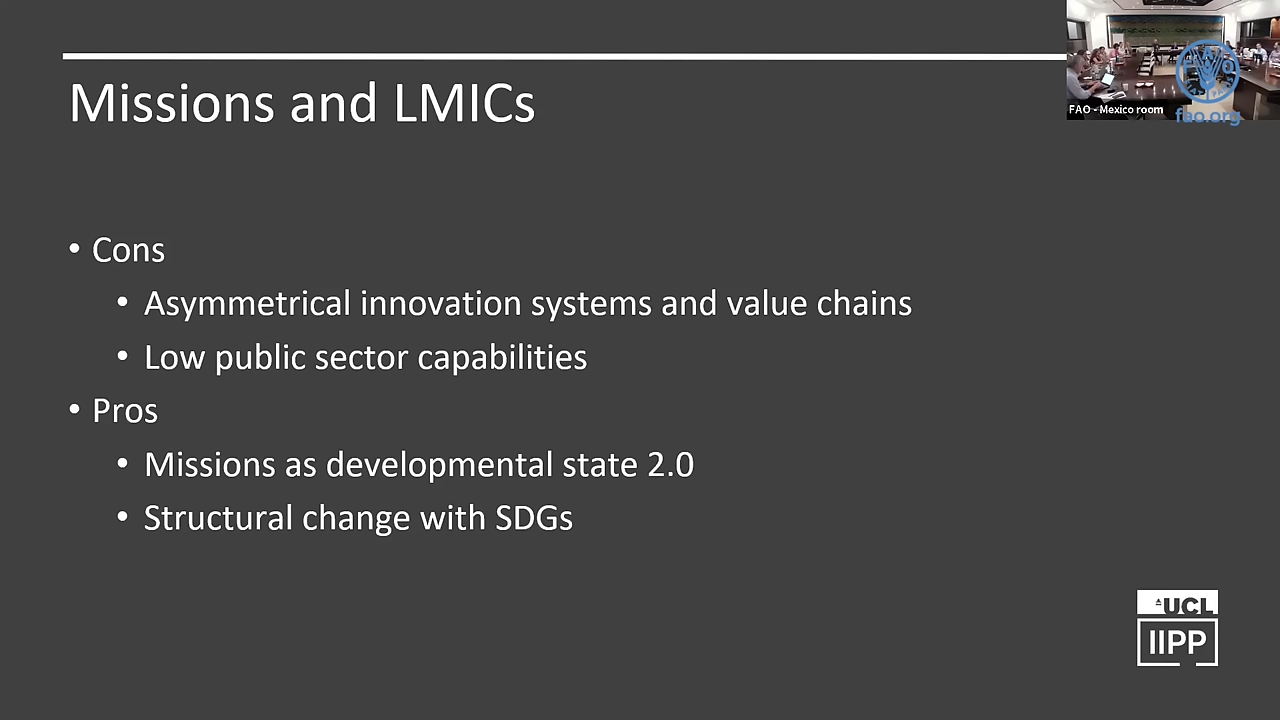 Missions and LMICs
FAO - Mexico room
fao.org
• Cons
• Asymmetrical innovation systems and value chains
• Low public sector capabilities
• Pros
• Missions as developmental state 2.0
• Structural change with SDGs
UCL
IIPP